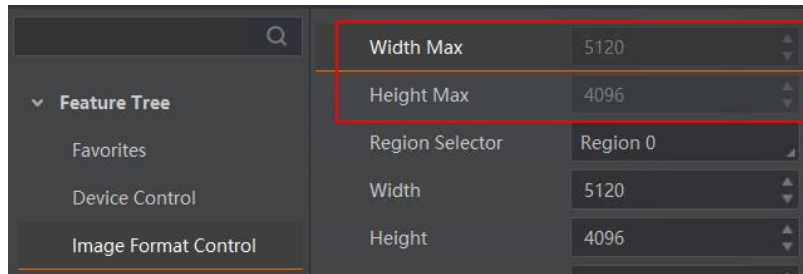 Width Max 5120
Feature Tree
Height Max 4096
Favorites
Region Selector Region 0
Device Control
Width 5120
Image Format Control
Height 4096